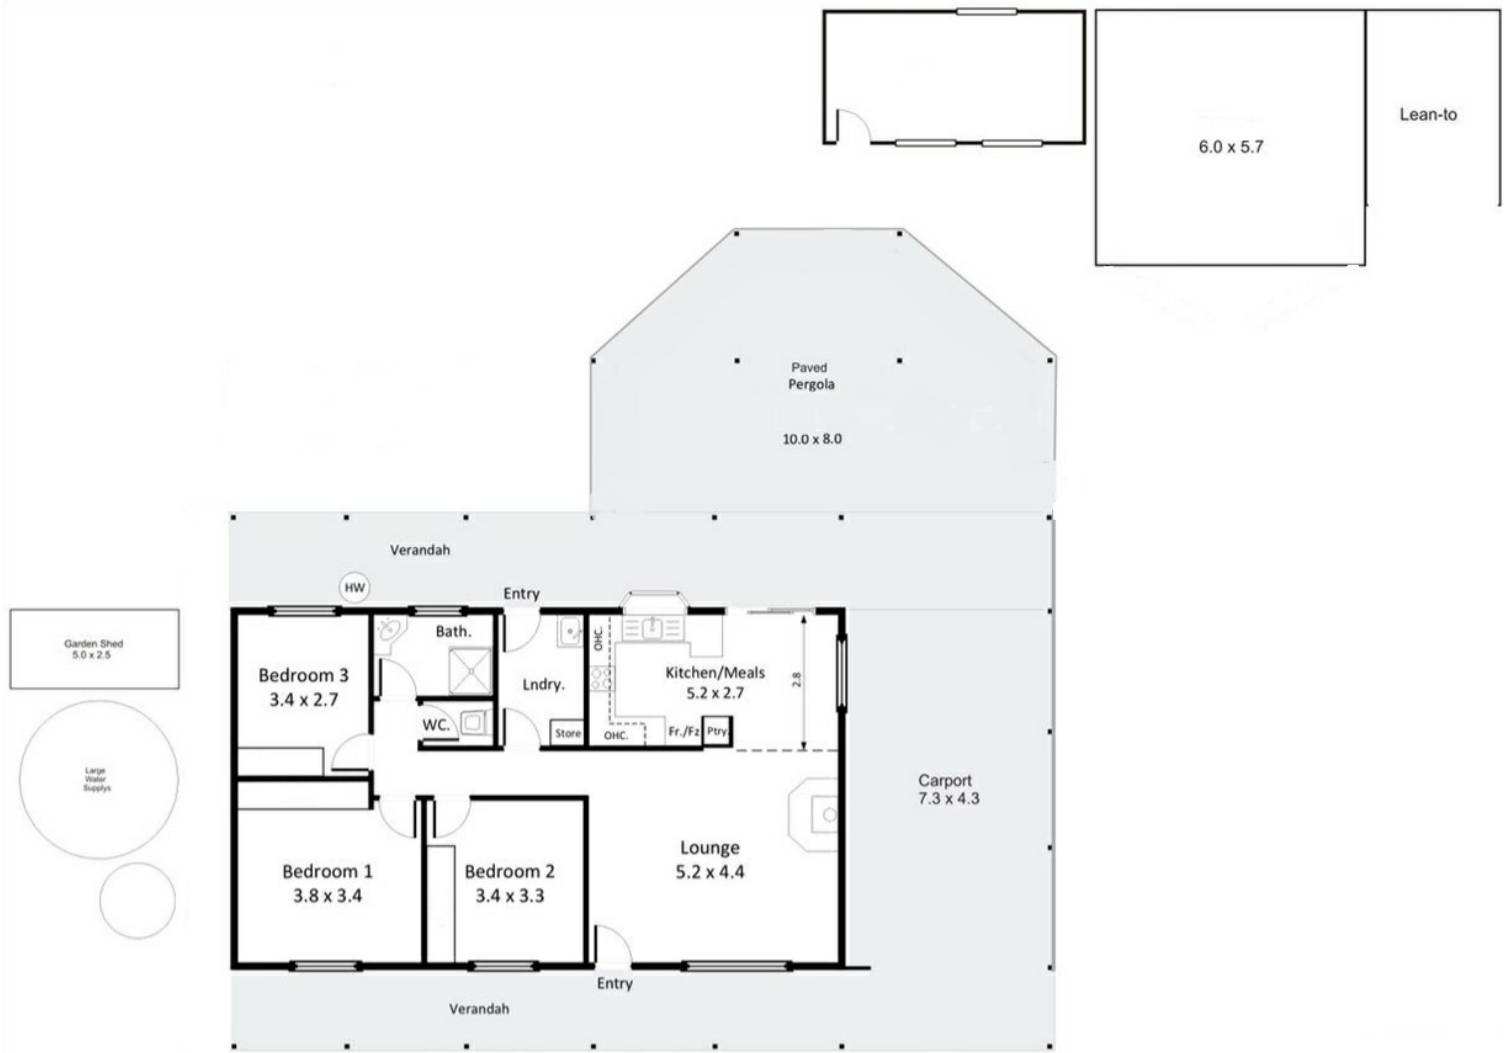 Lean-to
6.0 x 5.7
Paved
Pergola
10.0 x 8.0
Verandah
HW
Entry
Garden Shed
5.0 x 2.5
Bedroom 3
3.4 x 2.7
Bath.
Lndry.
WC.
Store
OHC.
OHC.
Kitchen/Meals
5.2 x 2.7
2.8
Fr./Fz
Ptry.
Large
Water
Supplys
Carport
7.3 x 4.3
Bedroom 1
3.8 x 3.4
Bedroom 2
3.4 x 3.3
Lounge
5.2 x 4.4
Entry
Verandah